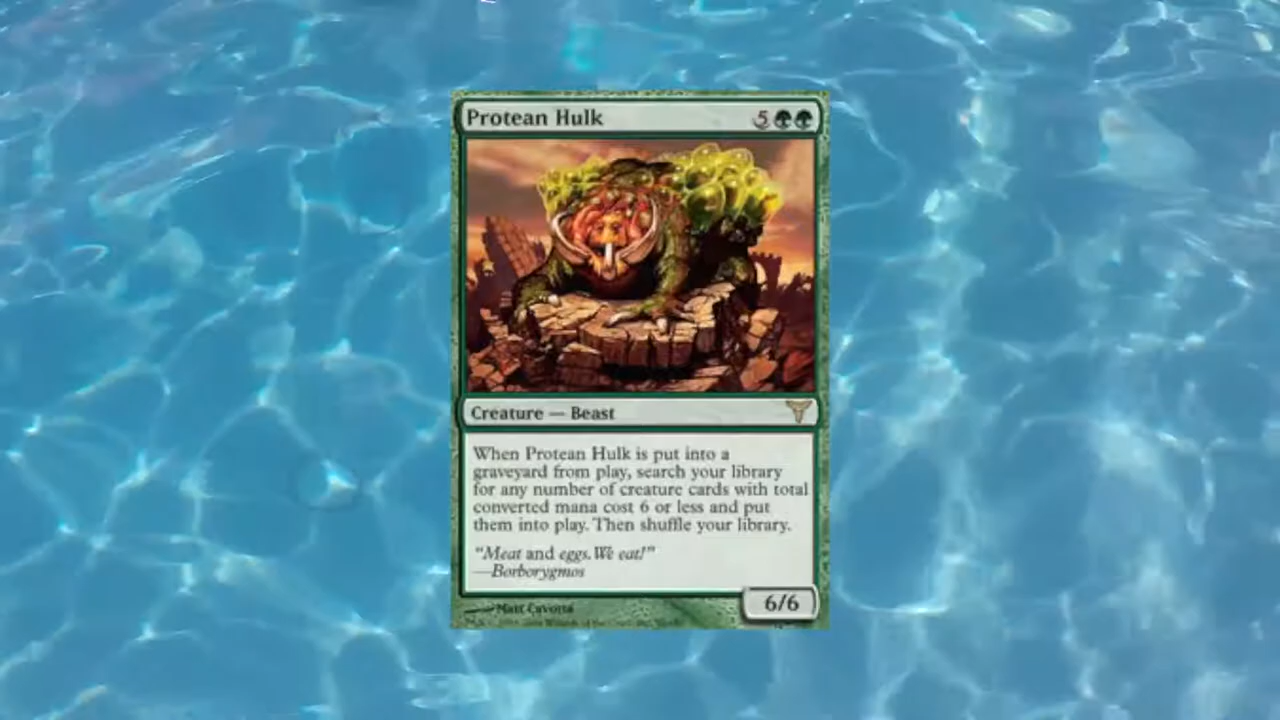 Protean Hulk 5
Creature — Beast
When Protean Hulk is put into a
graveyard from play, search your library
for any number of creature cards with total
converted mana cost 6 or less and put
them into play. Then shuffle your library.
"Meat and eggs. We eat!"
—Borborygmos
6/6
Matt Cavotta